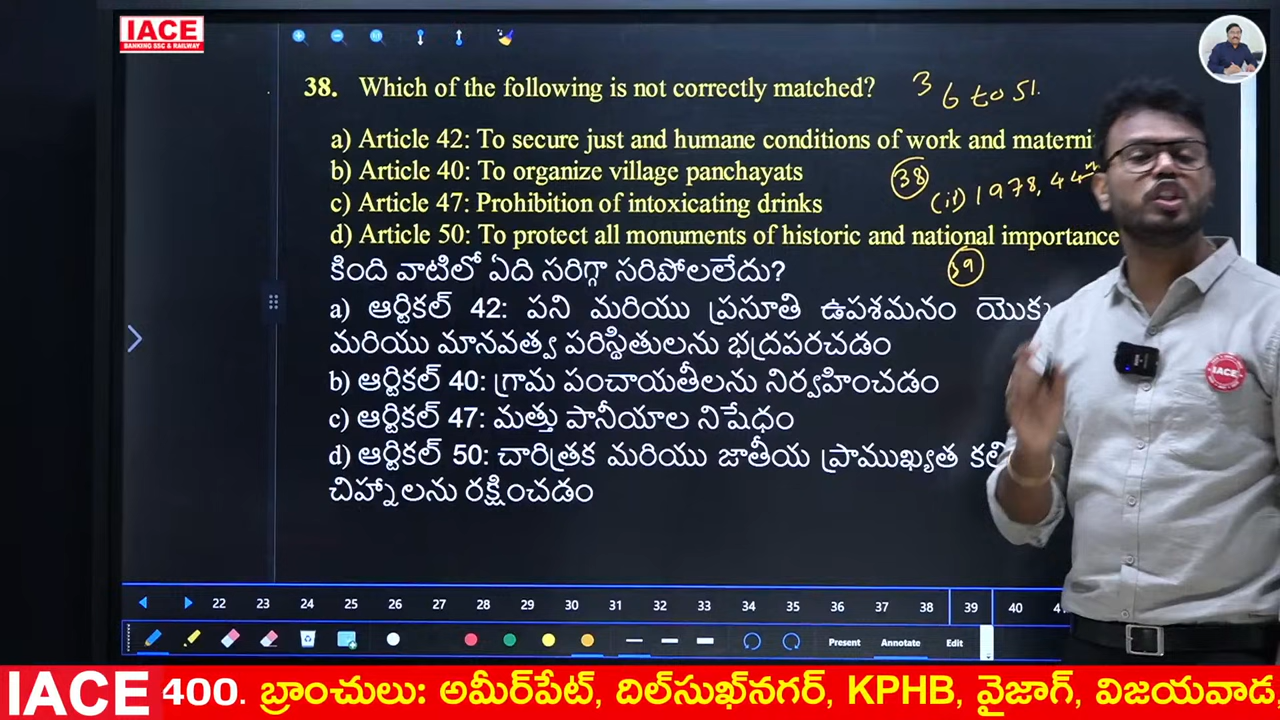 IACE
BANKING SSC & RAILWAY
38. Which of the following is not correctly matched?
36 to 51.
a) Article 42: To secure just and humane conditions of work and materni
b) Article 40: To organize village panchayats
38
(ii) 1978, 44th
c) Article 47: Prohibition of intoxicating drinks
d) Article 50: To protect all monuments of historic and national importance
39
కింది వాటిలో ఏది సరిగ్గా సరిపోలలేదు?
a) ఆర్టికల్ 42: పని మరియు ప్రసూతి ఉపశమనం యొక్క
మరియు మానవత్వ పరిస్థితులను భద్రపరచడం
b) ఆర్టికల్ 40: గ్రామ పంచాయతీలను నిర్వహించడం
IACE
c) ఆర్టికల్ 47: మత్తు పానీయాల నిషేధం
d) ఆర్టికల్ 50: చారిత్రక మరియు జాతీయ ప్రాముఖ్యత
చిహ్నాలను రక్షించడం
22 23 24 25 26 27 28 29 30 31 32 33 34 35 36 37 38 39 40
Present Annotate Edit
IACE 400. బ్రాంచులు: అమీర్‌పేట్, దిల్‌సుఖ్‌నగర్, KPHB, వైజాగ్, విజయవాడ,